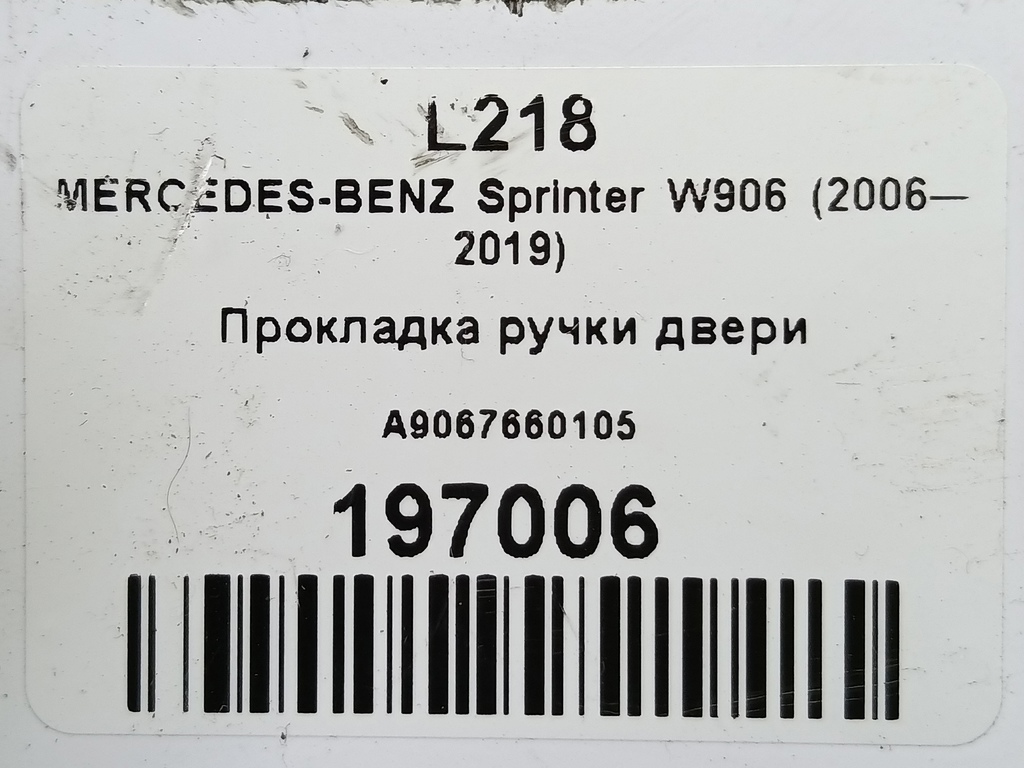 L218
MERCEDES-BENZ Sprinter W906 (2006—
2019)
Прокладка ручки двери
A9067660105
197006